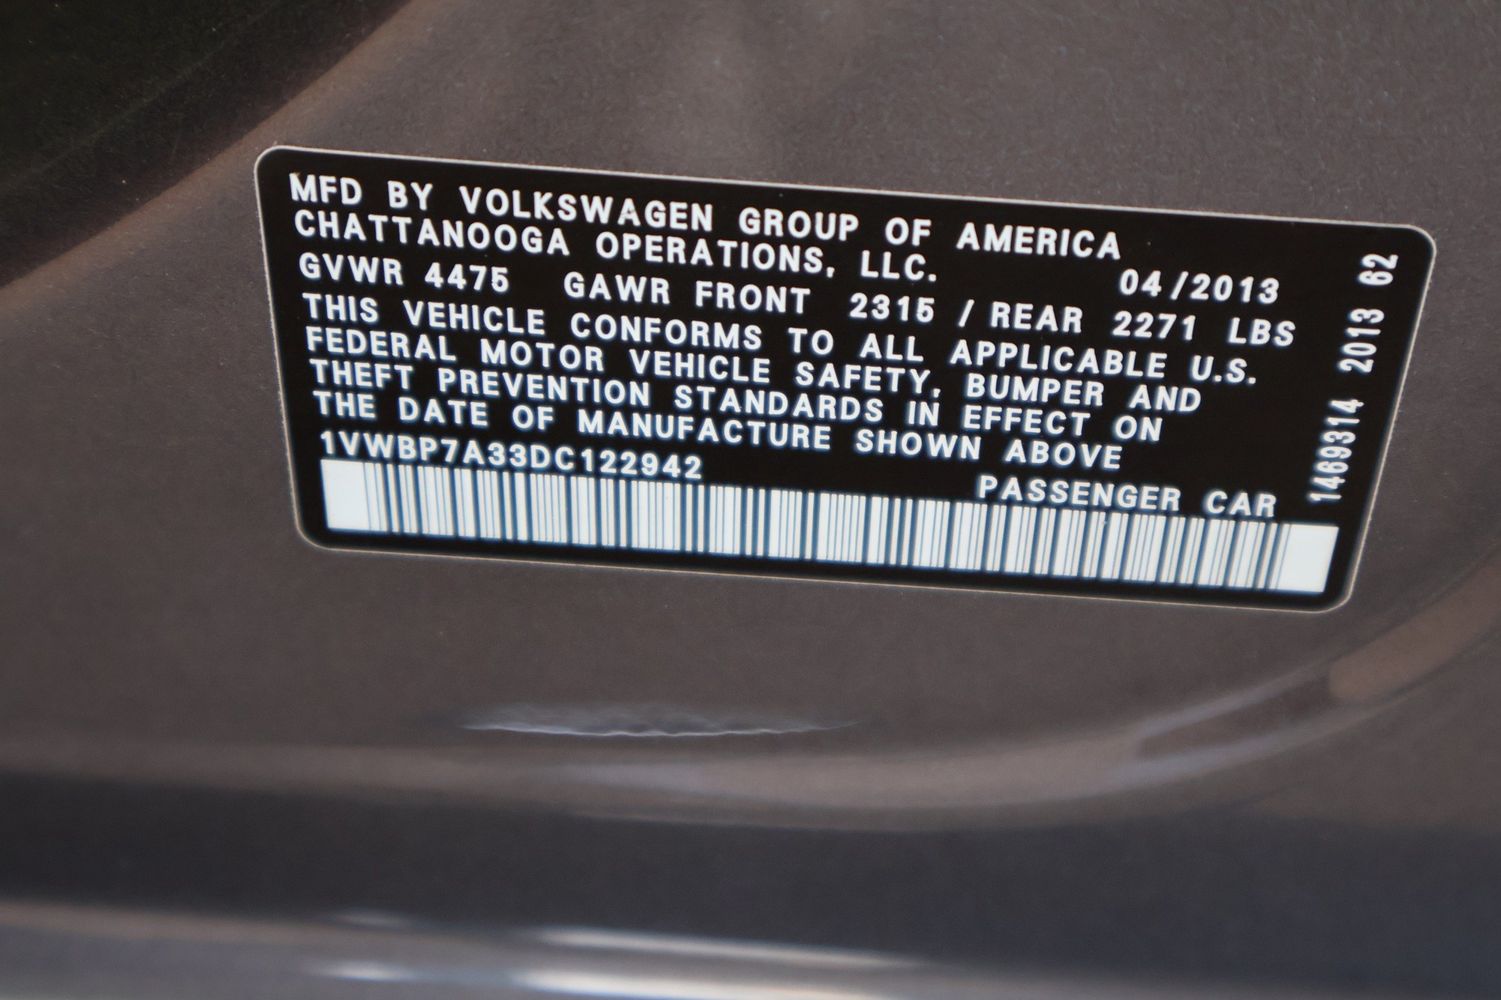 MFD BY VOLKSWAGEN GROUP OF AMERICA
CHATTANOOGA OPERATIONS, LLC.
04/2013
GVWR 4475 GAWR FRONT 2315 / REAR 2271 LBS
THIS VEHICLE CONFORMS TO ALL APPLICABLE U.S.
FEDERAL MOTOR VEHICLE SAFETY, BUMPER AND
THEFT PREVENTION STANDARDS IN EFFECT ON
THE DATE OF MANUFACTURE SHOWN ABOVE
1VWBP7A33DC122942
PASSENGER CAR
1469314 2013 62